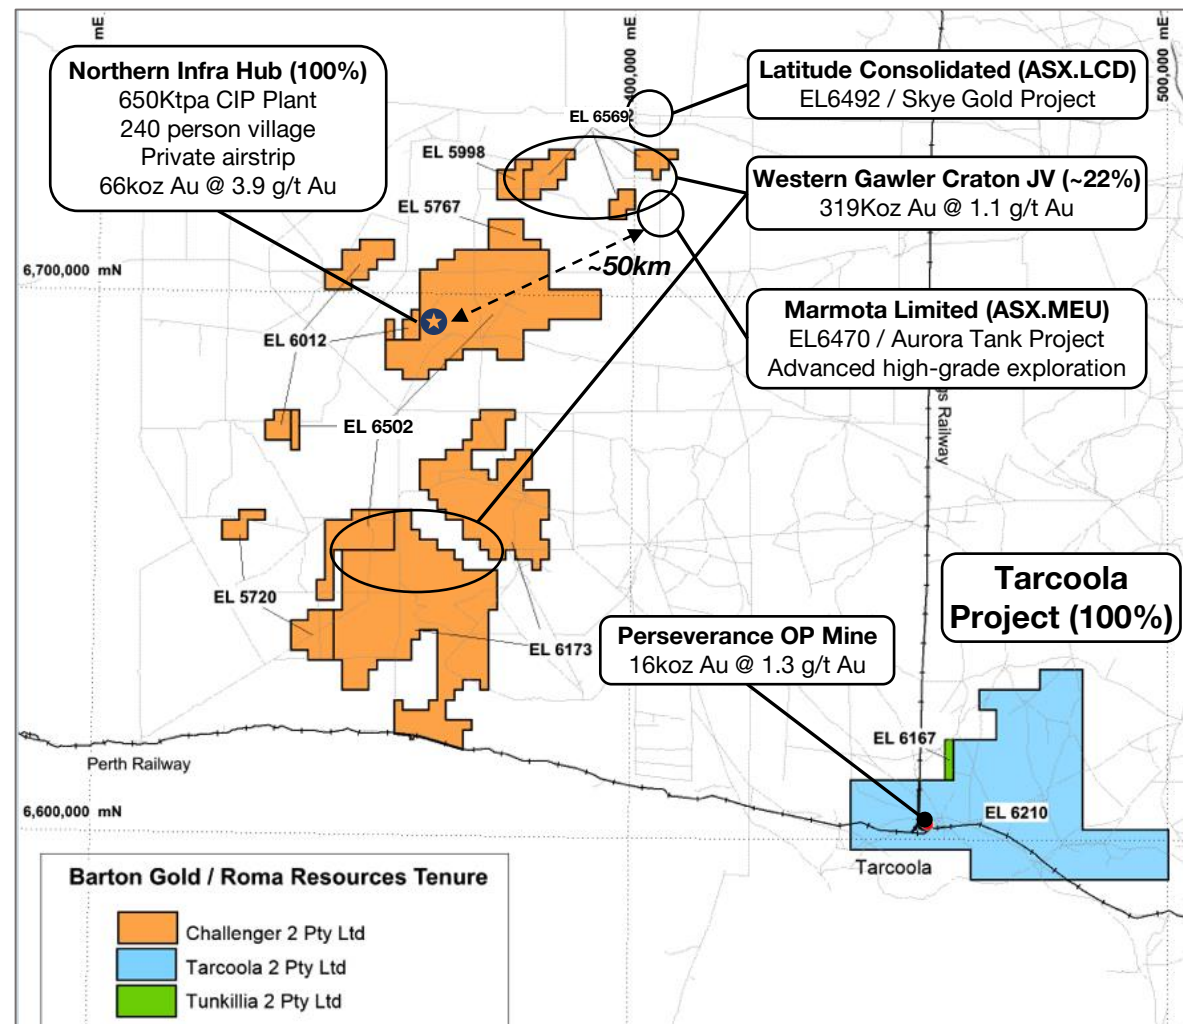 mE
mE
mE
400,000
500,000
Northern Infra Hub (100%)
650Ktpa CIP Plant
240 person village
Private airstrip
66koz Au @ 3.9 g/t Au
Latitude Consolidated (ASX.LCD)
EL6492 / Skye Gold Project
EL 6569
EL 5998
Western Gawler Craton JV (~22%)
319Koz Au @ 1.1 g/t Au
EL 5767
6,700,000 mN
~50km
Marmota Limited (ASX.MEU)
EL6470 / Aurora Tank Project
Advanced high-grade exploration
EL 6012
gs Railway
EL 6502
EL 5720
Tarcoola
Project (100%)
EL 6173
Perseverance OP Mine
16koz Au @ 1.3 g/t Au
EL 6167
Perth Railway
6,600,000 mN
EL 6210
Tarcoola
Barton Gold / Roma Resources Tenure
Challenger 2 Pty Ltd
Tarcoola 2 Pty Ltd
Tunkillia 2 Pty Ltd